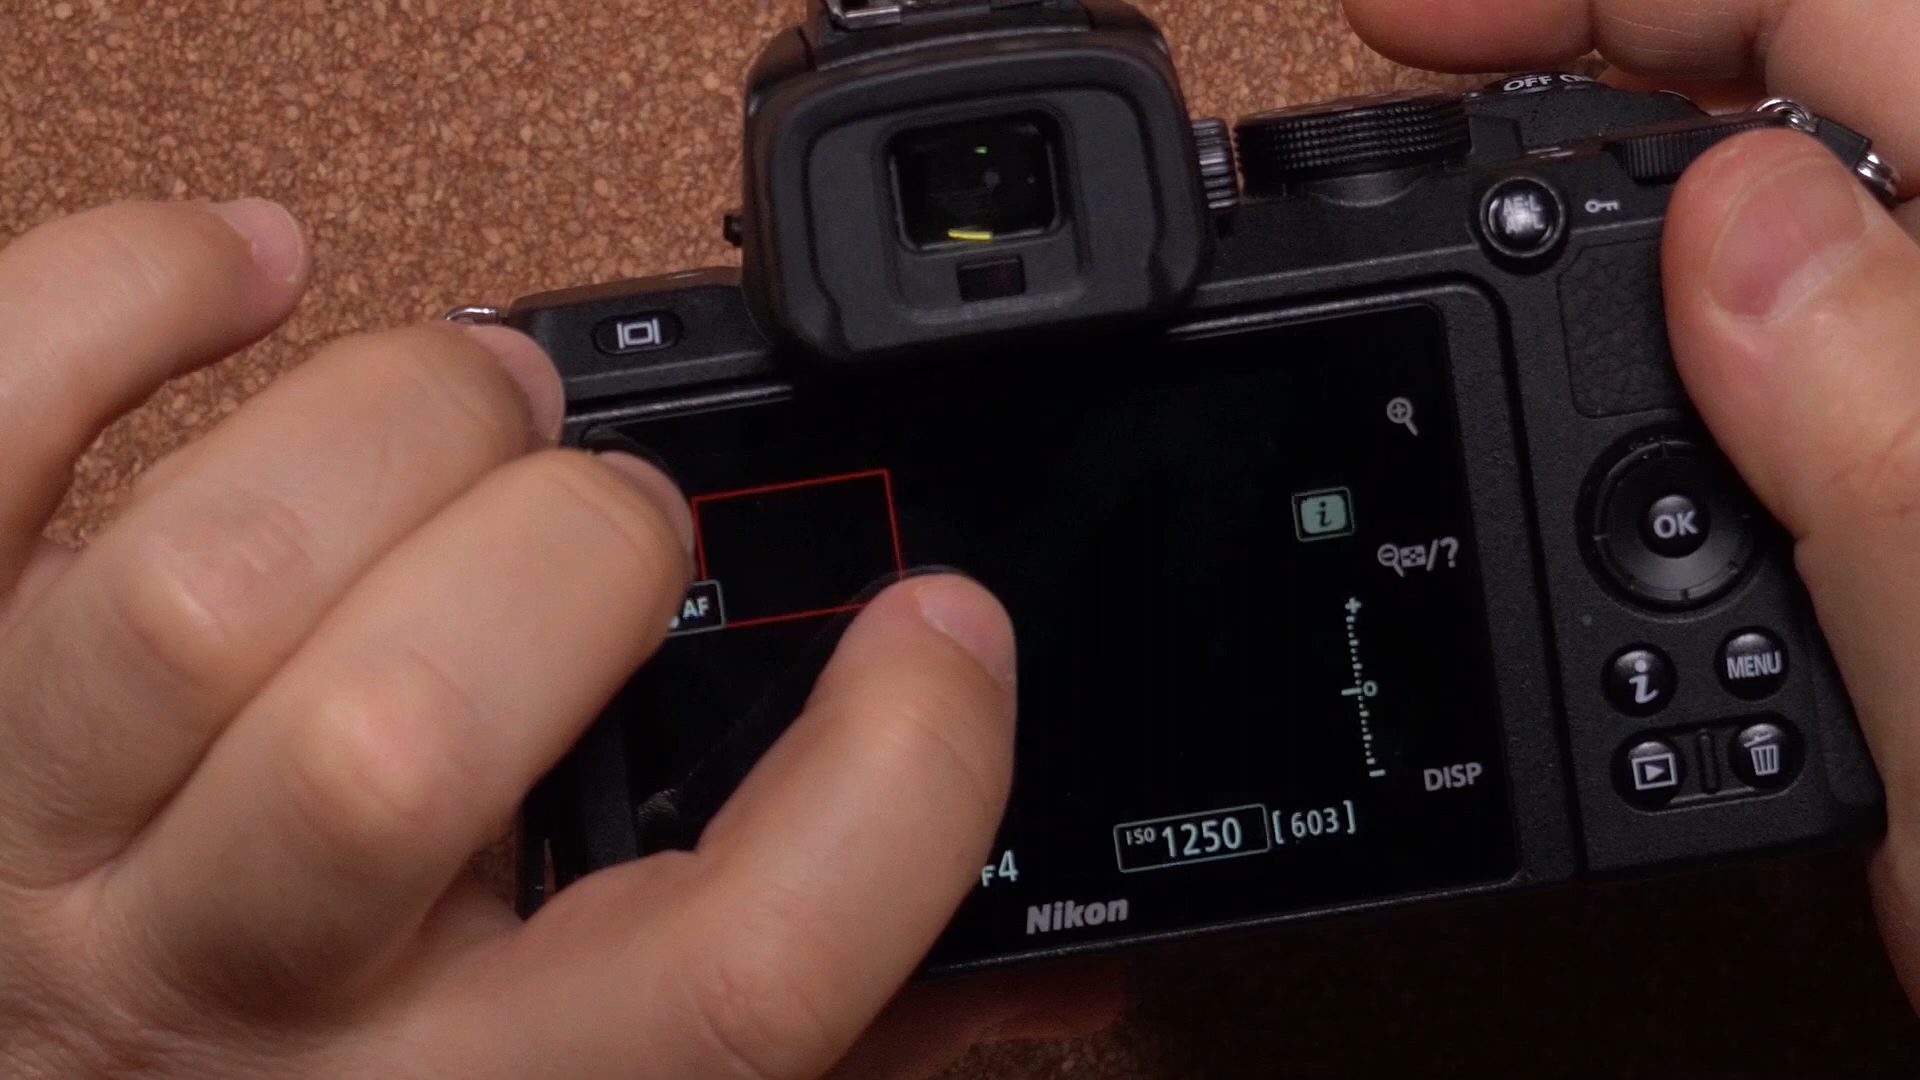 OFF
AE-L
AF-L
OK
AF
i
/?
+
MENU
i
DISP
F4
ISO 1250 [603]
Nikon